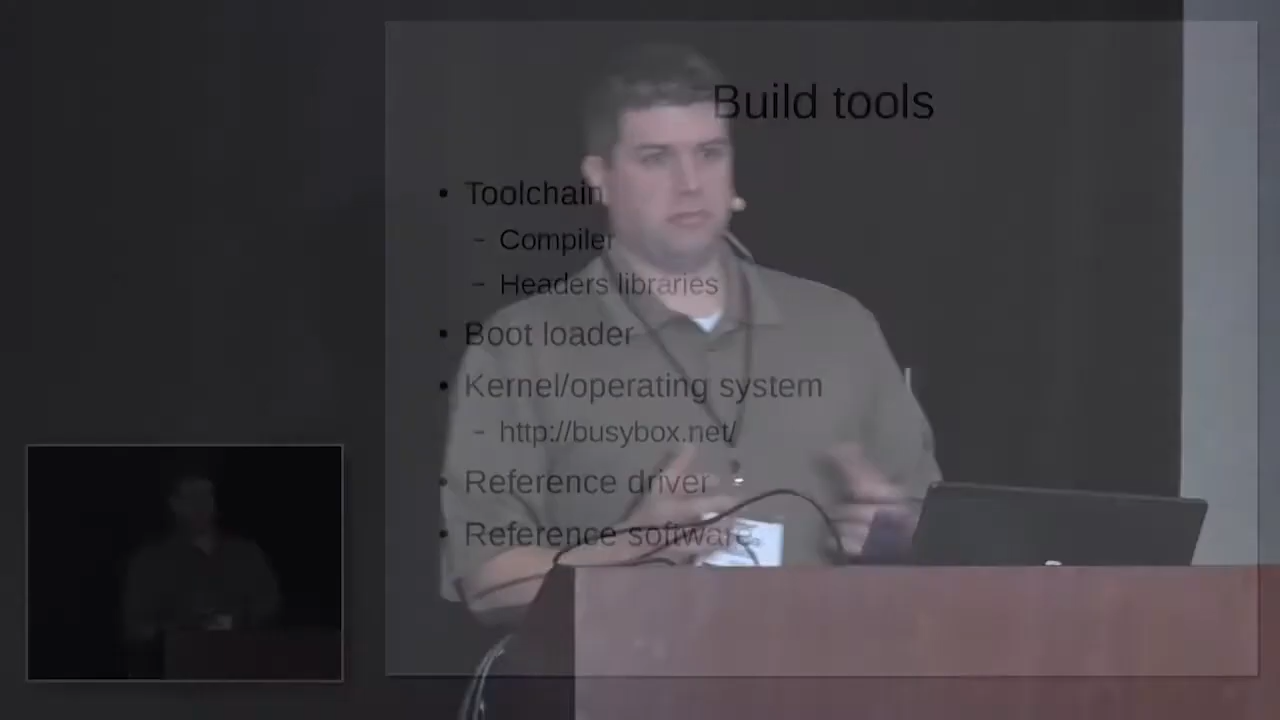 Build tools
• Toolchain
– Compiler
– Headers libraries
• Boot loader
• Kernel/operating system
– http://busybox.net/
• Reference driver
• Reference software